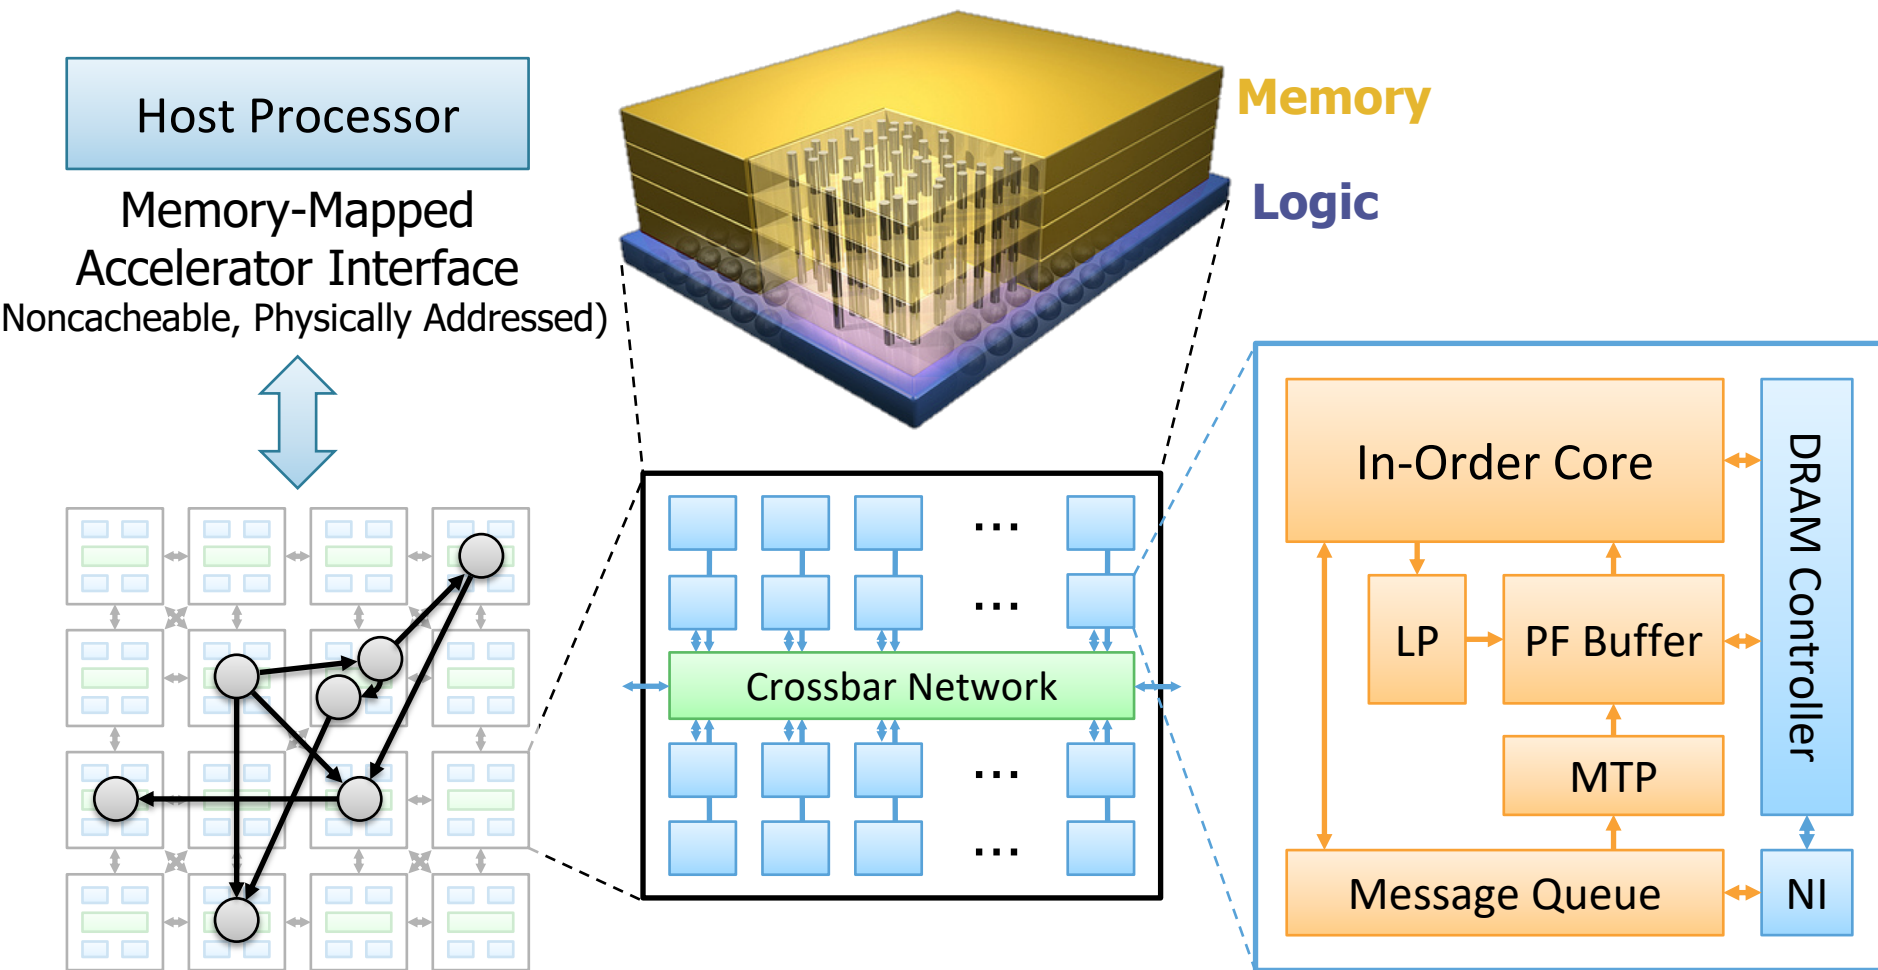 Host Processor
Memory-Mapped
Accelerator Interface
Noncacheable, Physically Addressed)
Memory
Logic
...
...
Crossbar Network
...
...
In-Order Core
LP
PF Buffer
MTP
Message Queue
DRAM Controller
NI